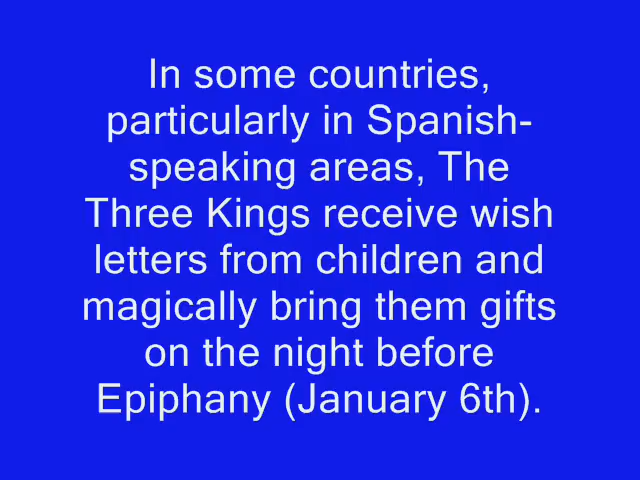 In some countries,
particularly in Spanish-
speaking areas, The
Three Kings receive wish
letters from children and
magically bring them gifts
on the night before
Epiphany (January 6th).